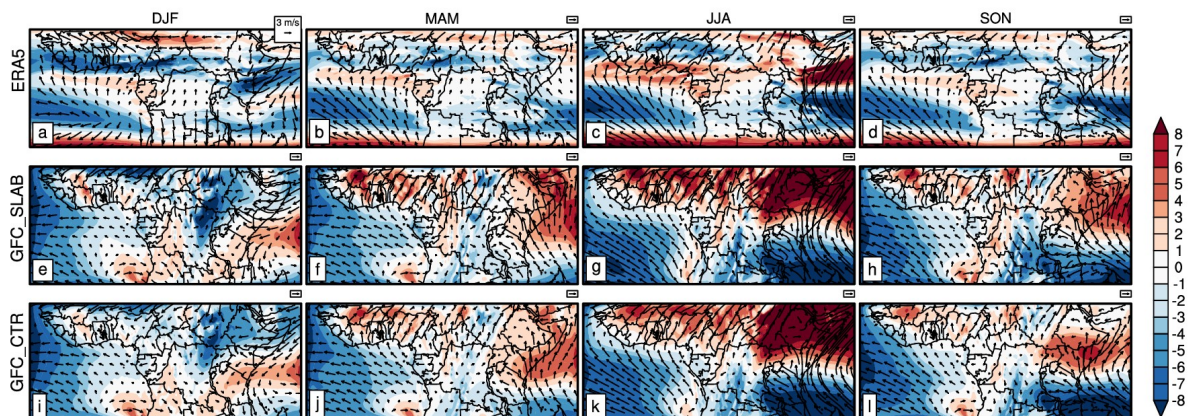 DJF MAM JJA SON
3 m/s
ERA5
a b c d
GFC_SLAB
e f g h
GFC_CTR
i j k l
8
7
6
5
4
3
2
1
0
-1
-2
-3
-4
-5
-6
-7
-8